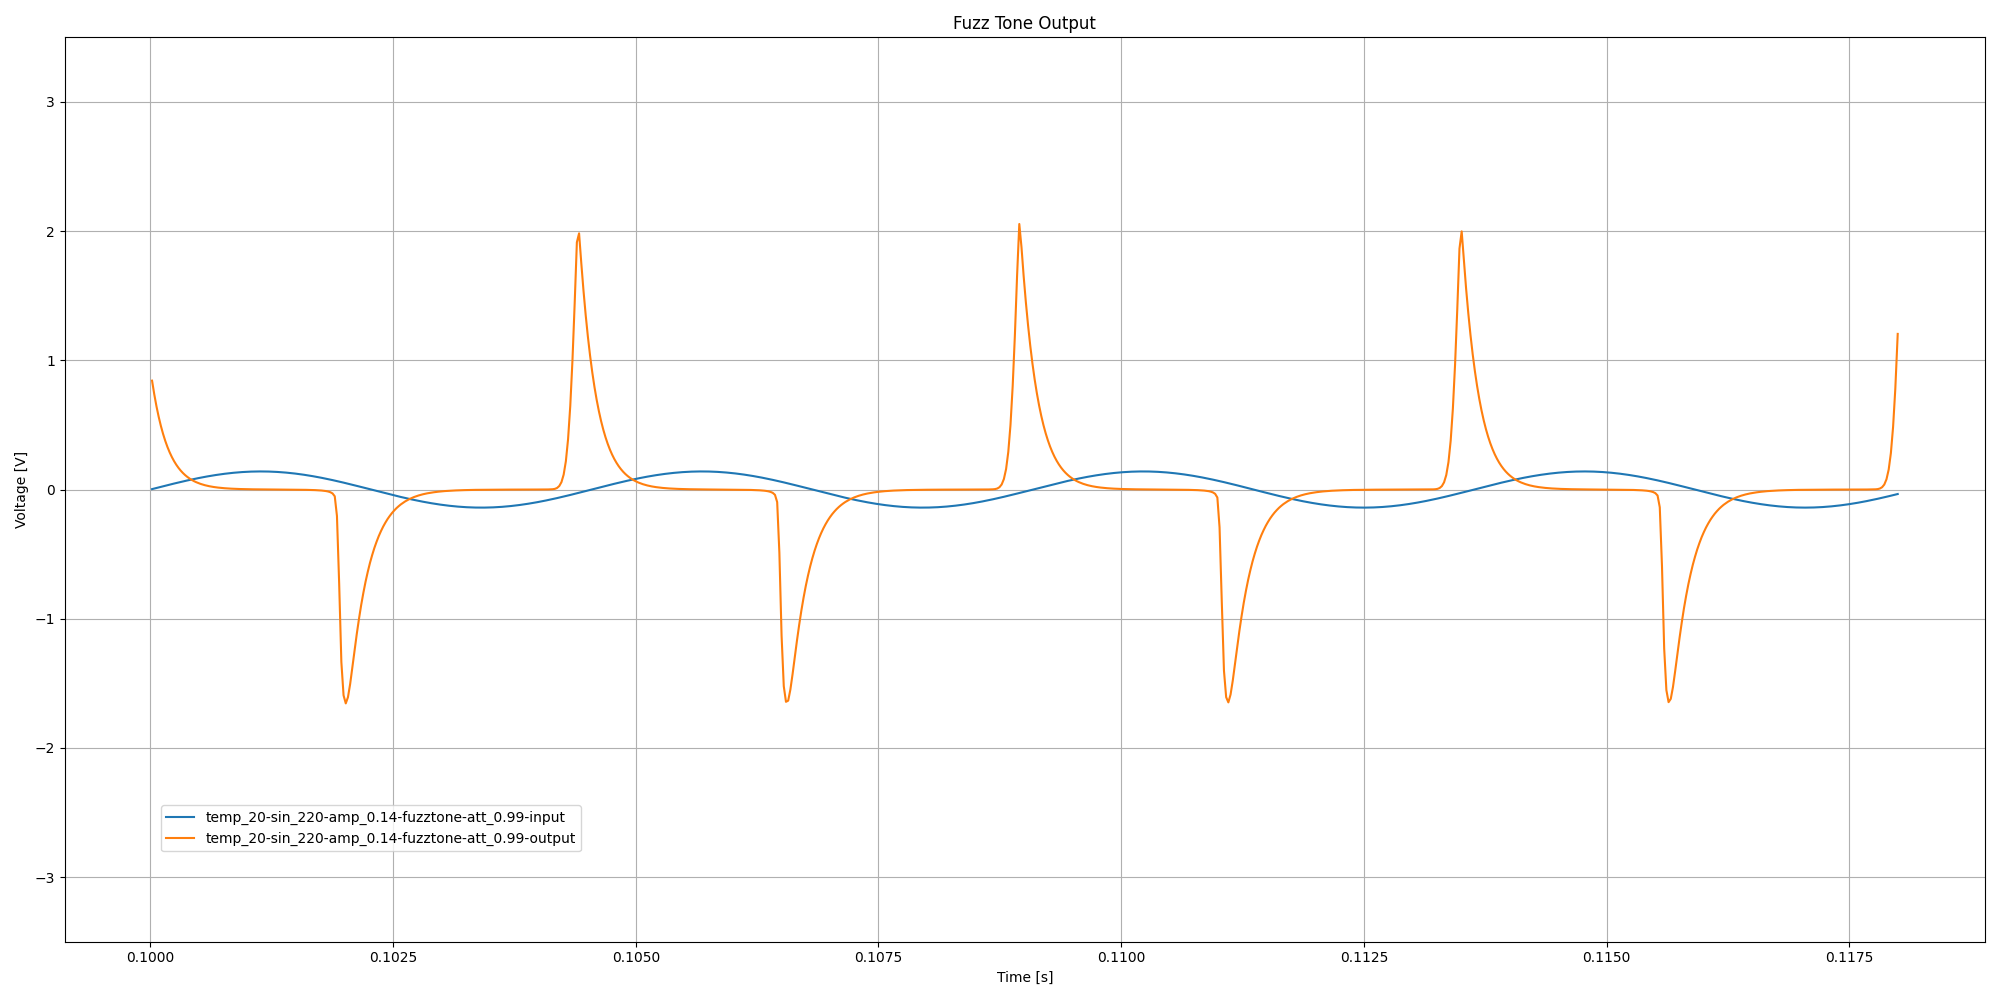 Fuzz Tone Output
Voltage [V]
3
2
1
0
−1
−2
−3
temp_20-sin_220-amp_0.14-fuzztone-att_0.99-input
temp_20-sin_220-amp_0.14-fuzztone-att_0.99-output
0.1000 0.1025 0.1050 0.1075 0.1100 0.1125 0.1150 0.1175
Time [s]